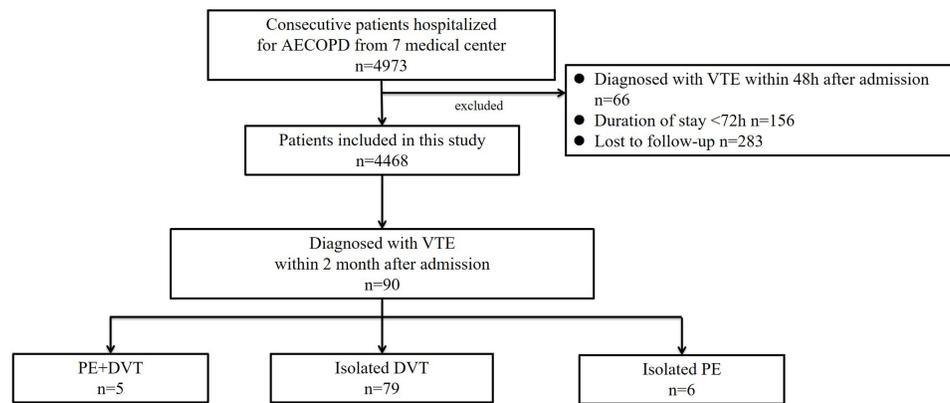 Consecutive patients hospitalized
for AECOPD from 7 medical center
n=4973
excluded
● Diagnosed with VTE within 48h after admission
n=66
● Duration of stay <72h n=156
● Lost to follow-up n=283
Patients included in this study
n=4468
Diagnosed with VTE
within 2 month after admission
n=90
PE+DVT
n=5
Isolated DVT
n=79
Isolated PE
n=6